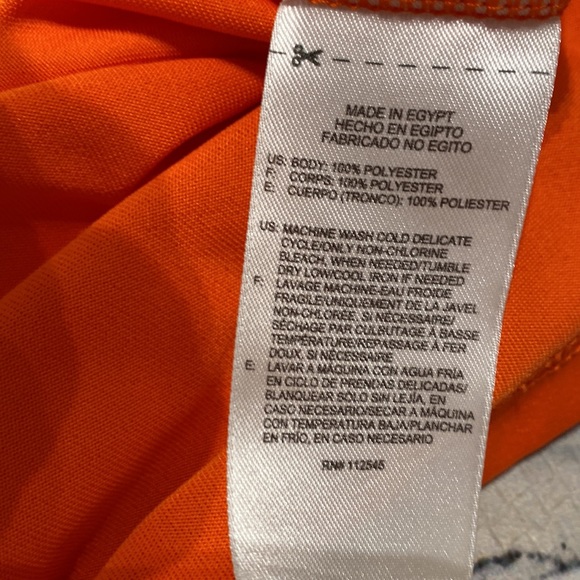 MADE IN EGYPT
HECHO EN EGIPTO
FABRICADO NO EGITO
US: BODY: 100% POLYESTER
F: CORPS: 100% POLYESTER
E: CUERPO (TRONCO): 100% POLIESTER
US: MACHINE WASH COLD DELICATE
CYCLE/ONLY NON-CHLORINE
BLEACH, WHEN NEEDED/TUMBLE
DRY LOW/COOL IRON IF NEEDED
F: LAVAGE MACHINE-EAU FROIDE
FRAGILE/UNIQUEMENT DE LA JAVEL
NON-CHLORÉE, SI NÉCESSAIRE/
SÉCHAGE PAR CULBUTAGE À BASSE
TEMPÉRATURE/REPASSAGE À FER
DOUX, SI NÉCESSAIRE
E: LAVAR A MÁQUINA CON AGUA FRÍA
EN CICLO DE PRENDAS DELICADAS/
BLANQUEAR SÓLO SIN LEJÍA, EN
CASO NECESARIO/SECAR A MÁQUINA
CON TEMPERATURA BAJA/PLANCHAR
EN FRÍO, EN CASO NECESARIO
RN# 112545